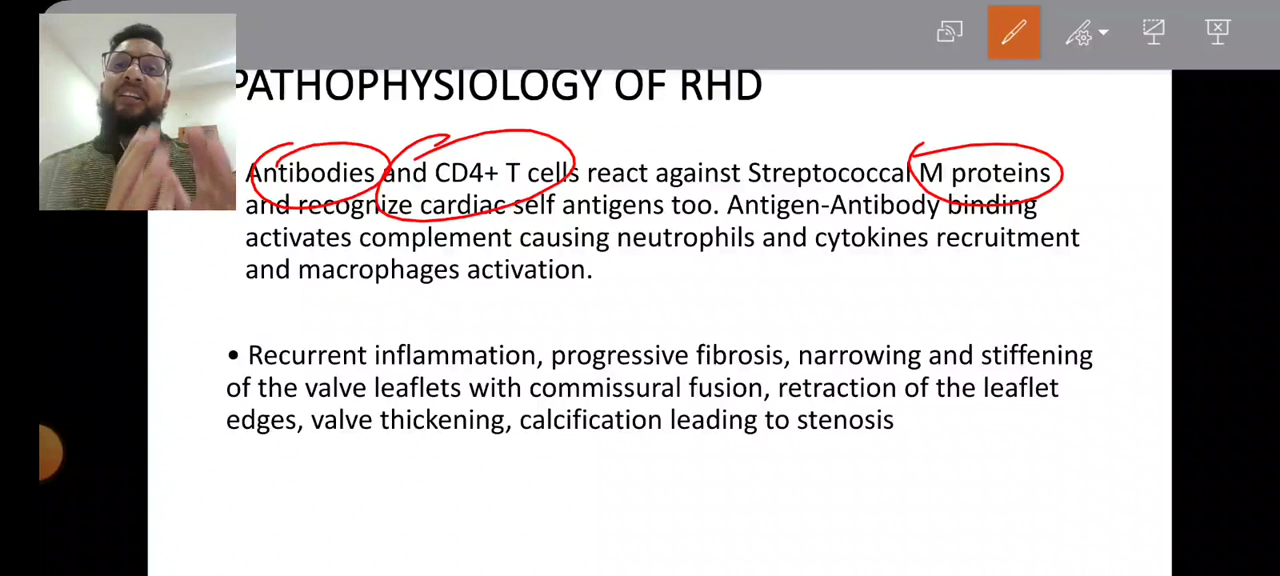 PATHOPHYSIOLOGY OF RHD
Antibodies and CD4+ T cells react against Streptococcal M proteins
and recognize cardiac self antigens too. Antigen-Antibody binding
activates complement causing neutrophils and cytokines recruitment
and macrophages activation.
• Recurrent inflammation, progressive fibrosis, narrowing and stiffening
of the valve leaflets with commissural fusion, retraction of the leaflet
edges, valve thickening, calcification leading to stenosis